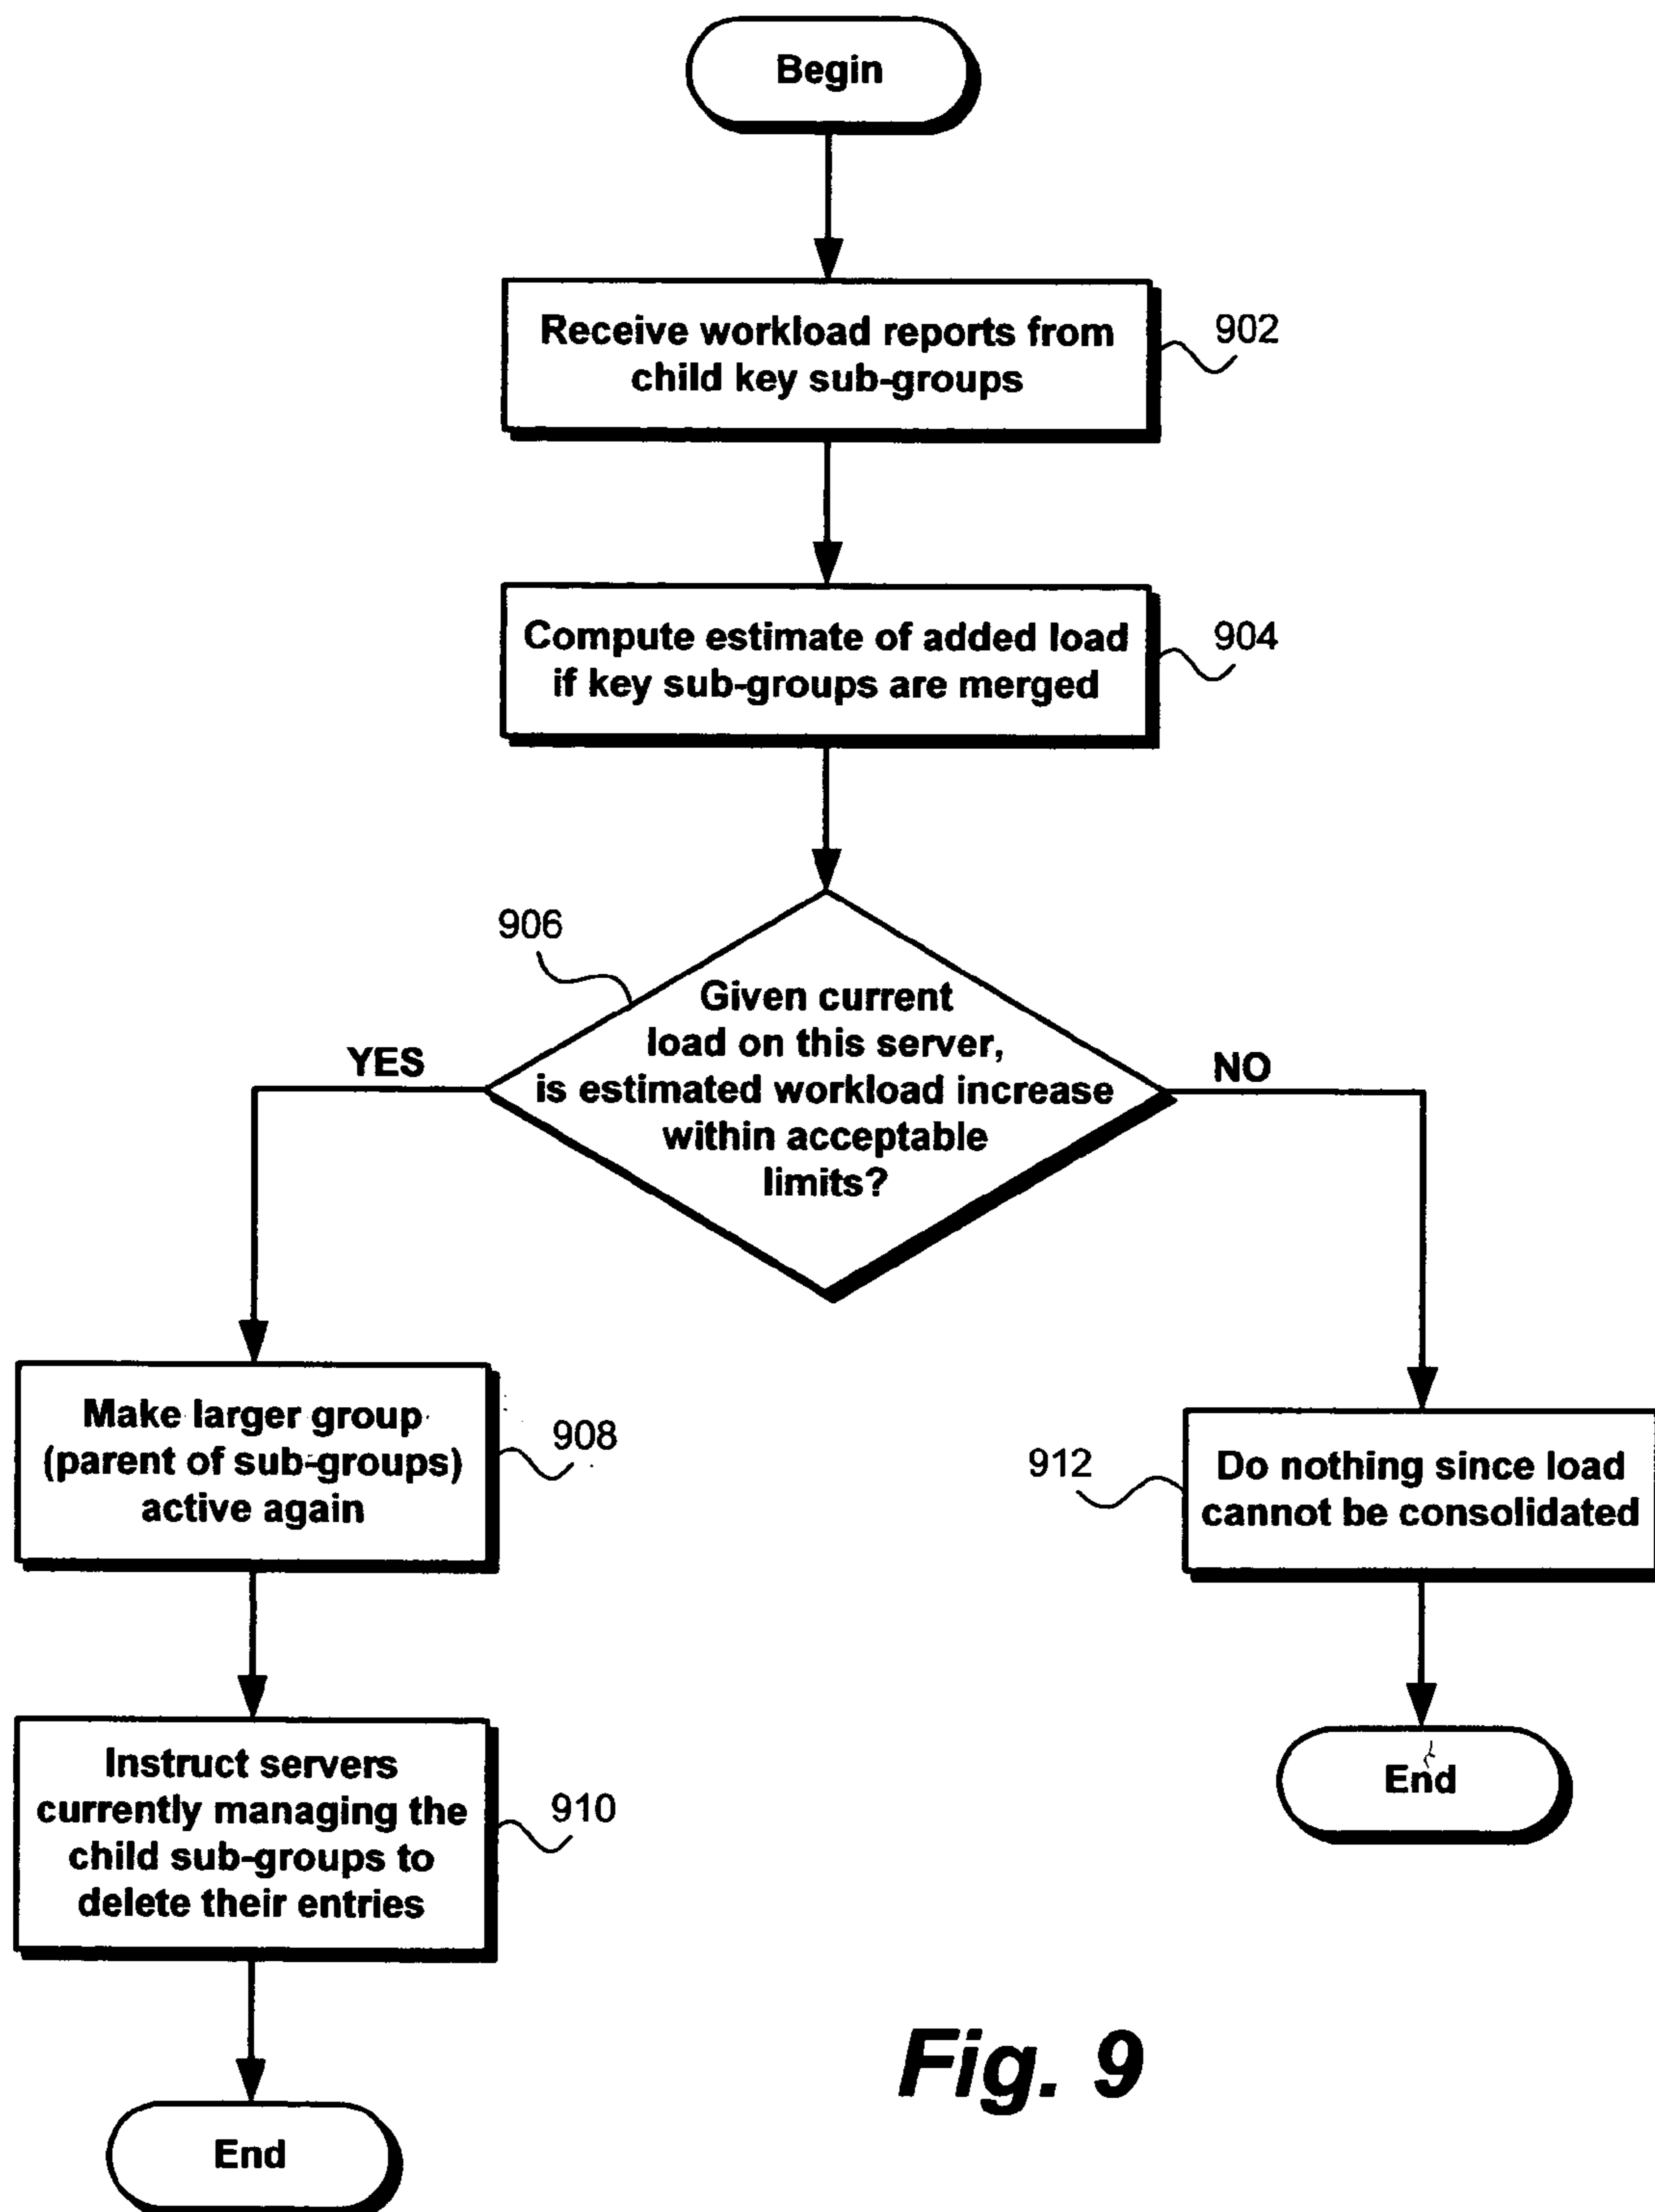 Begin
Receive workload reports from
child key sub-groups
902
Compute estimate of added load
if key sub-groups are merged
904
906
Given current
load on this server,
is estimated workload increase
within acceptable
limits?
YES
NO
Make larger group
(parent of sub-groups)
active again
908
912
Do nothing since load
cannot be consolidated
Instruct servers
currently managing the
child sub-groups to
delete their entries
910
End
End
Fig. 9